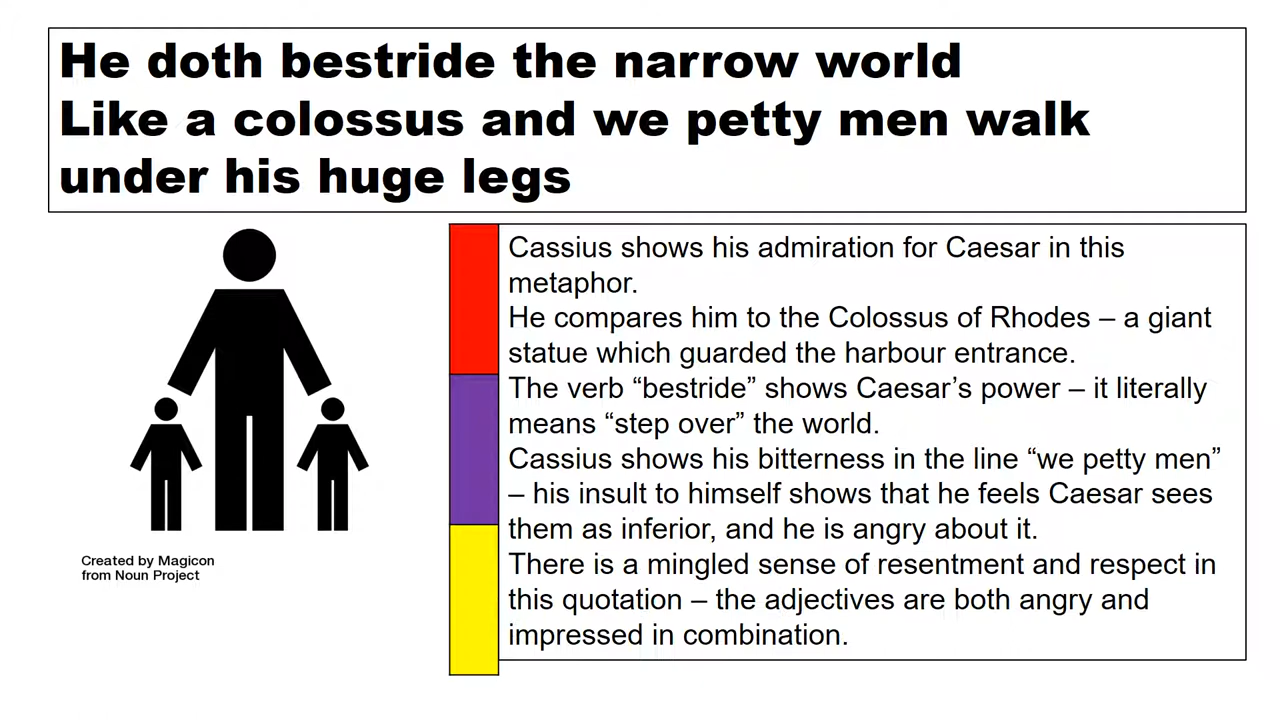 He doth bestride the narrow world
Like a colossus and we petty men walk
under his huge legs
Cassius shows his admiration for Caesar in this
metaphor.
He compares him to the Colossus of Rhodes – a giant
statue which guarded the harbour entrance.
The verb “bestride” shows Caesar’s power – it literally
means “step over” the world.
Cassius shows his bitterness in the line “we petty men”
– his insult to himself shows that he feels Caesar sees
them as inferior, and he is angry about it.
There is a mingled sense of resentment and respect in
this quotation – the adjectives are both angry and
impressed in combination.
Created by Magicon
from Noun Project